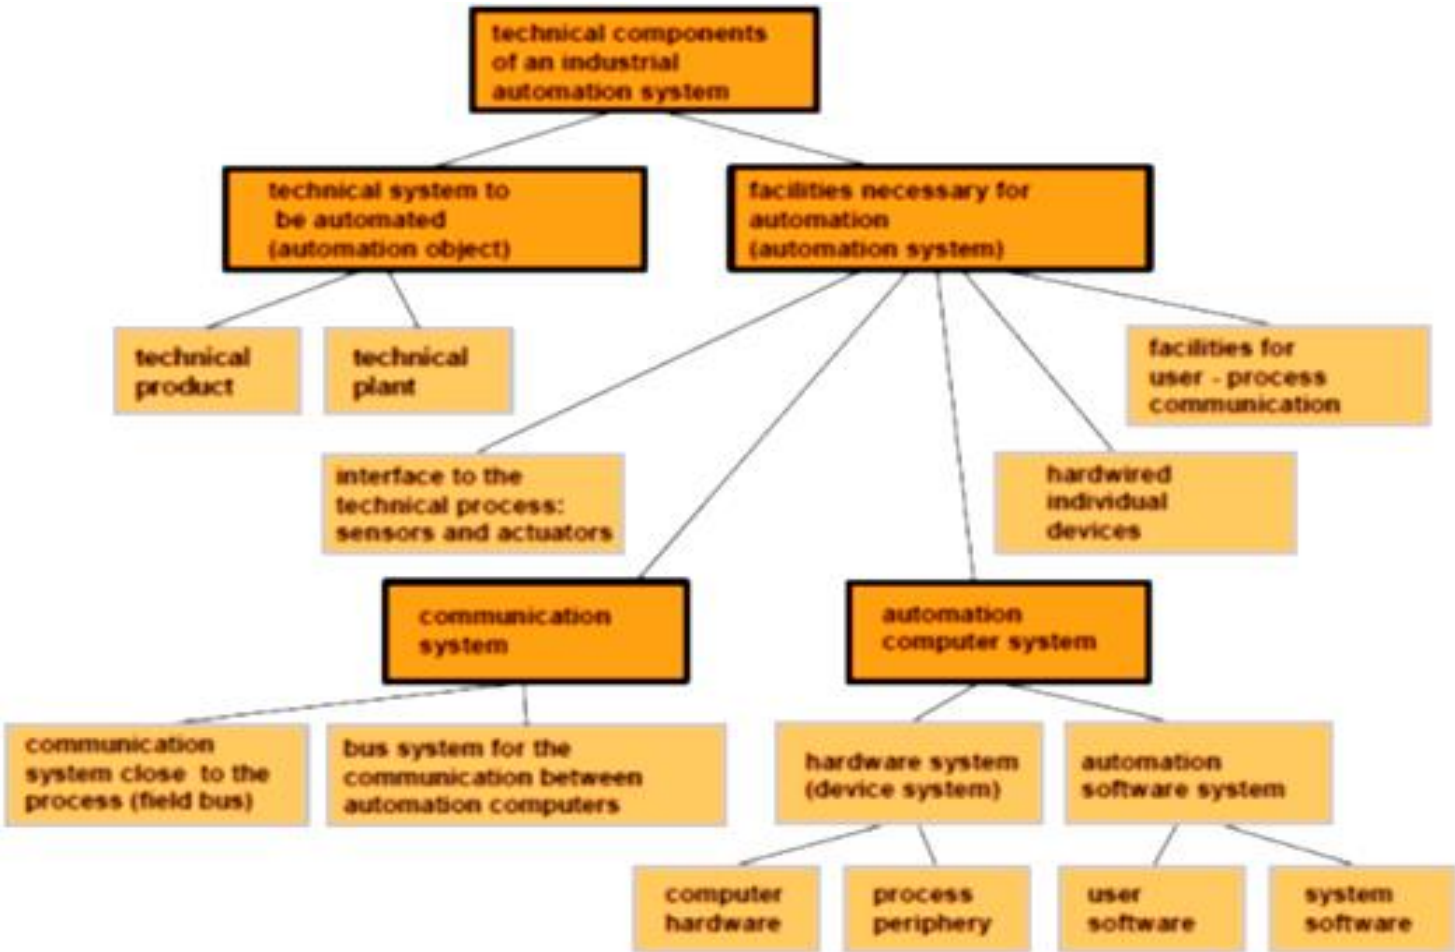 technical components
of an industrial
automation system
technical system to
be automated
(automation object)
facilities necessary for
automation
(automation system)
technical
product
technical
plant
facilities for
user - process
communication
interface to the
technical process:
sensors and actuators
hardwired
individual
devices
communication
system
automation
computer system
communication
system close to the
process (field bus)
bus system for the
communication between
automation computers
hardware system
(device system)
automation
software system
computer
hardware
process
periphery
user
software
system
software